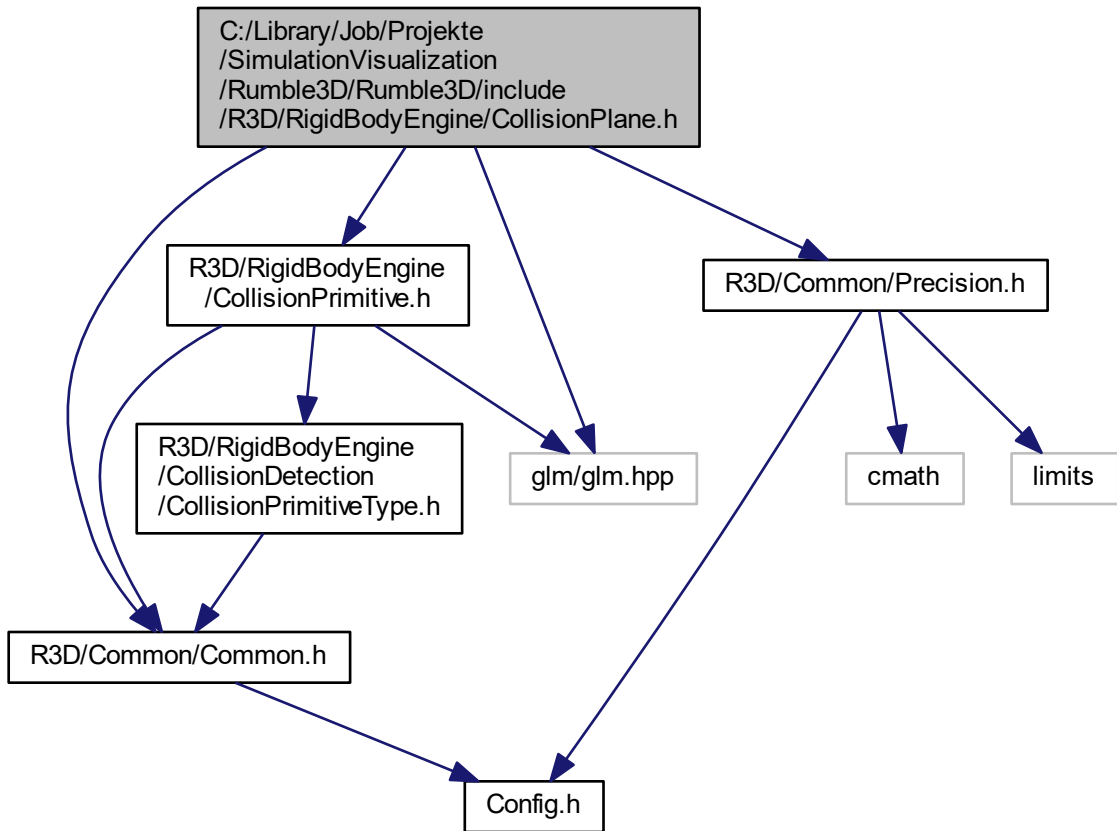 C:/Library/Job/Projekte
/SimulationVisualization
/Rumble3D/Rumble3D/include
/R3D/RigidBodyEngine/CollisionPlane.h
R3D/RigidBodyEngine
/CollisionPrimitive.h
R3D/Common/Precision.h
R3D/RigidBodyEngine
/CollisionDetection
/CollisionPrimitiveType.h
glm/glm.hpp
cmath
limits
R3D/Common/Common.h
Config.h